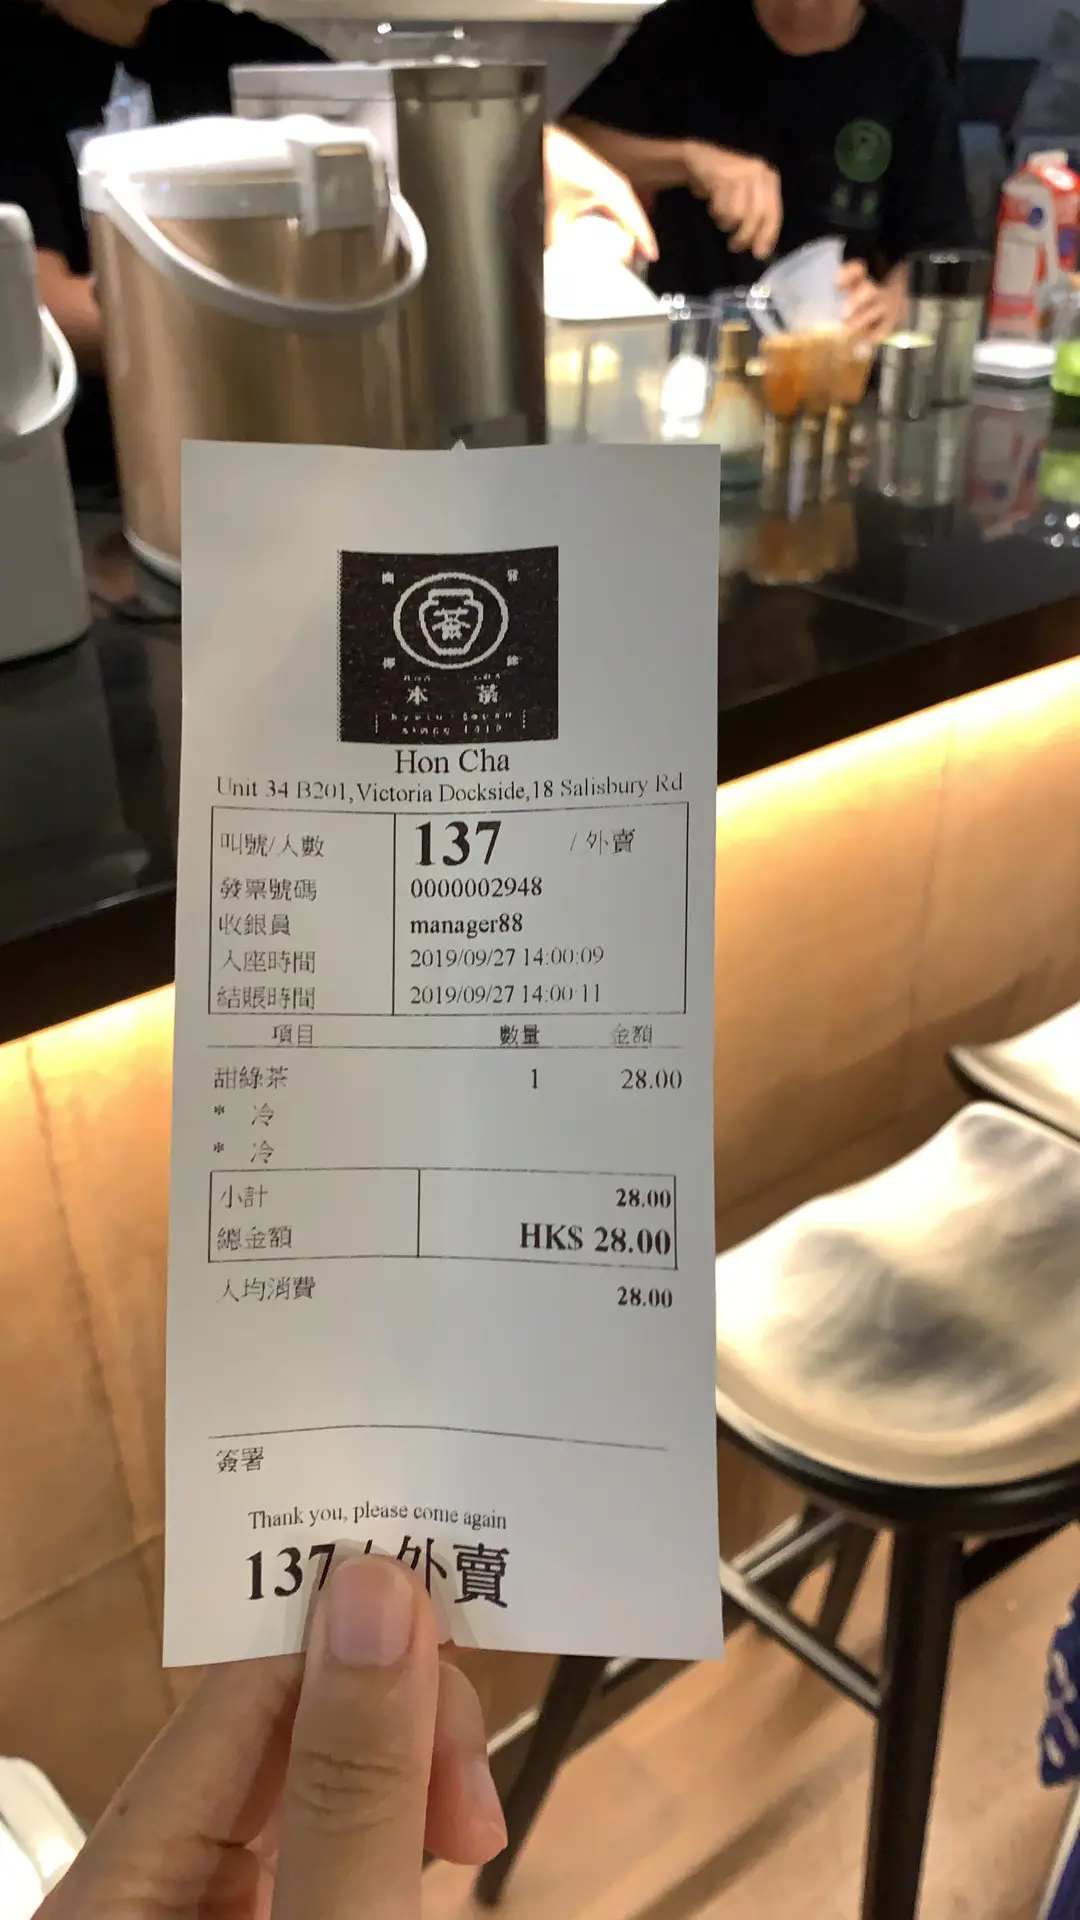 茶
本 茶
Hon Cha
Unit 34 B201,Victoria Dockside,18 Salisbury Rd
叫號/人數 137 / 外賣
發票號碼 0000002948
收銀員 manager88
入座時間 2019/09/27 14:00:09
結賬時間 2019/09/27 14:00:11
項目 數量 金額
甜綠茶 1 28.00
* 冷
* 冷
小計 28.00
總金額 HK$ 28.00
人均消費 28.00
簽署
Thank you, please come again
137 / 外賣